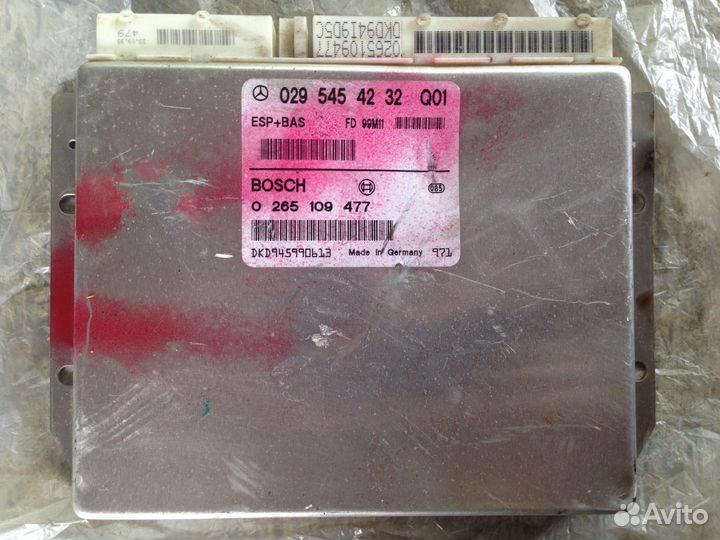 479
0265109477
DKD94I9D5C
029 545 42 32 Q01
ESP+BAS FD 99M11
BOSCH
0 265 109 477
DKD945990613 Made in Germany 971
Avito